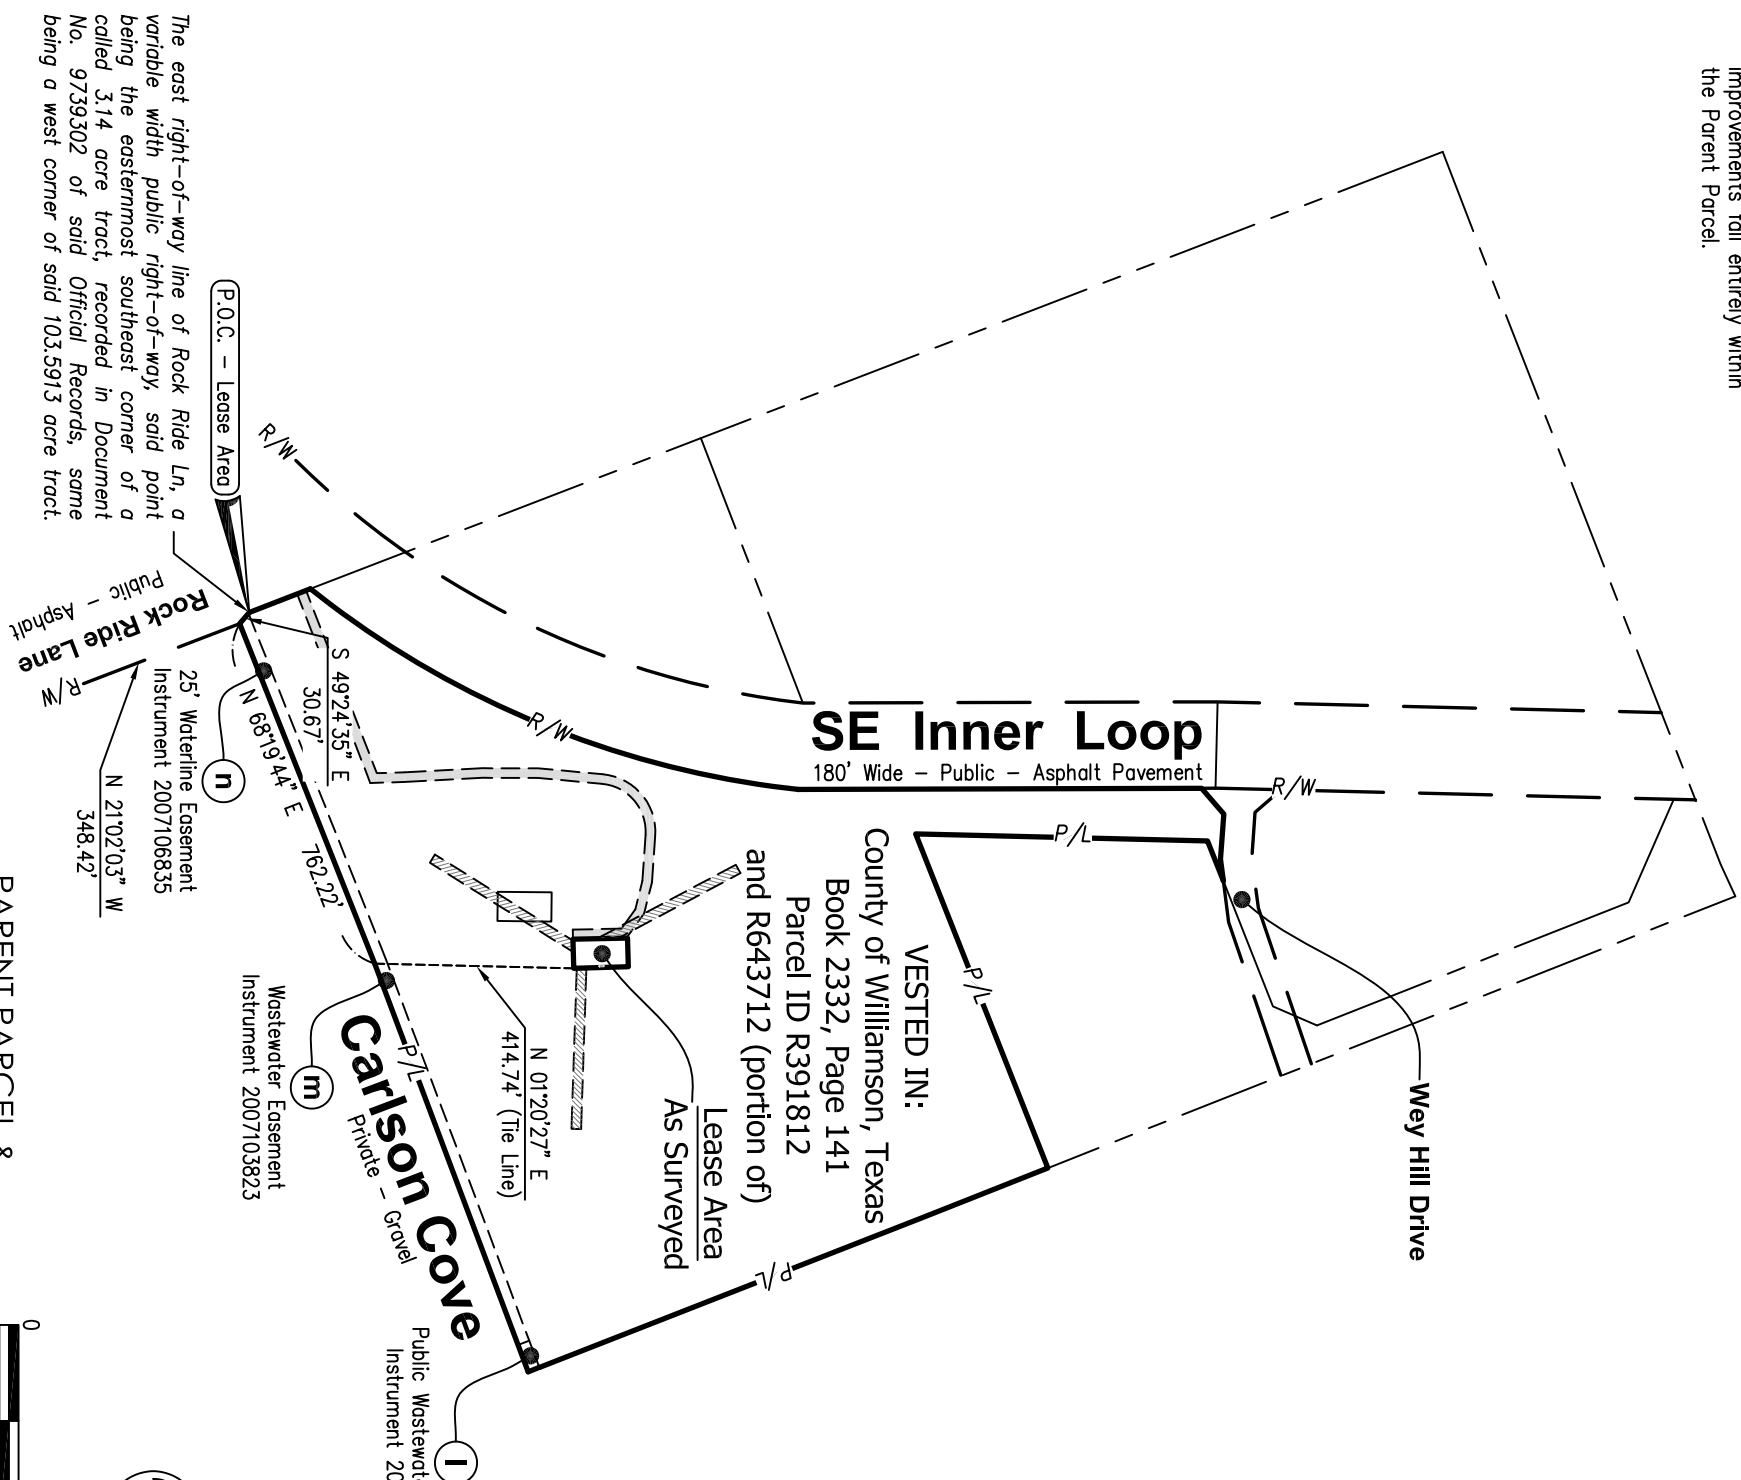 improvements fall entirely within
the Parent Parcel.
The east right-of-way line of Rock Ride Ln, a
variable width public right-of-way, said point
being the easternmost southeast corner of a
called 3.14 acre tract, recorded in Document
No. 9739302 of said Official Records, same
being a west corner of said 103.5913 acre tract.
P.O.C. - Lease Area
R/W
Rock Ride Lane
Public - Asphalt
R/W
S 49°24'35" E
30.67'
25' Waterline Easement
Instrument 2007106835
n
N 68°19'44" E 762.22'
N 21°02'03" W
348.42'
R/W
SE Inner Loop
180' Wide - Public - Asphalt Pavement
R/W
P/L
P/L
VESTED IN:
County of Williamson, Texas
Book 2332, Page 141
Parcel ID R391812
and R643712 (portion of)
Wey Hill Drive
Lease Area
As Surveyed
N 01°20'27" E
414.74' (Tie Line)
Wastewater Easement
Instrument 2007103823
m
P/L
Carlson Cove
Private - Gravel
P/L
Public Wastewat
Instrument 20
l
PARENT PARCEL &
0